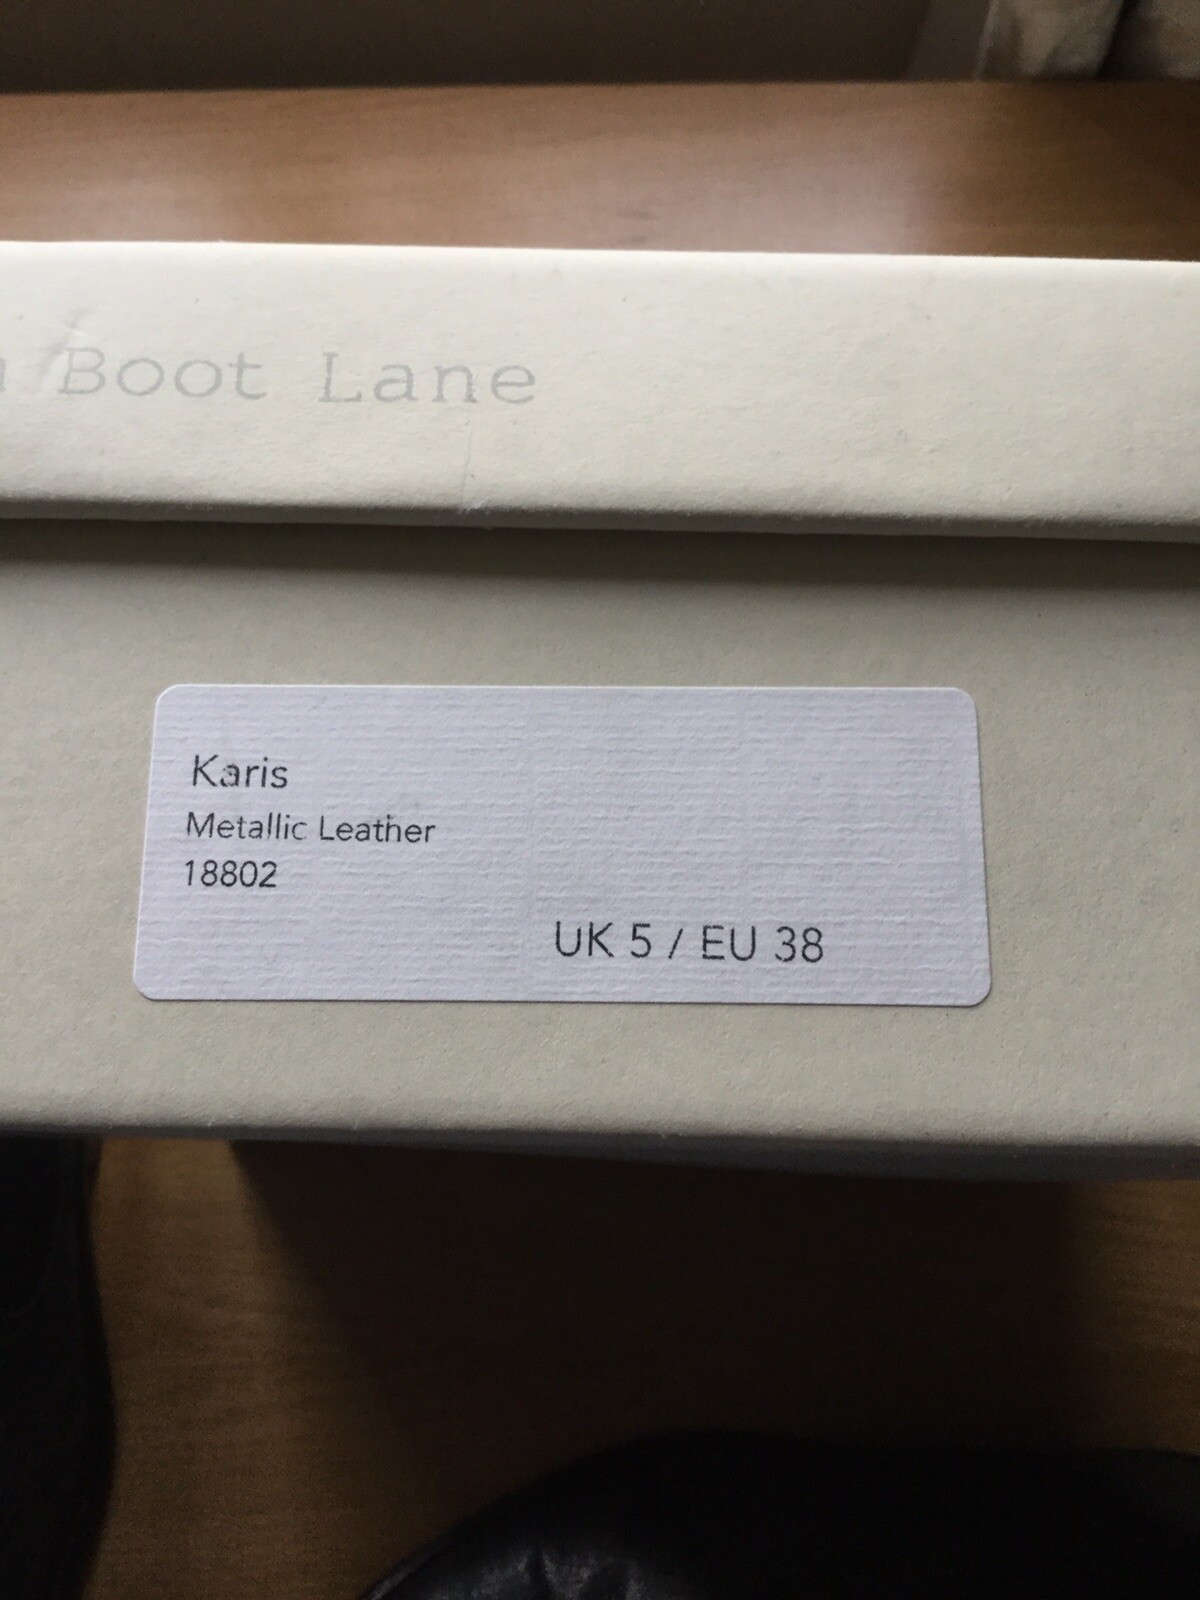 Boot Lane
Karis
Metallic Leather
18802
UK 5 / EU 38